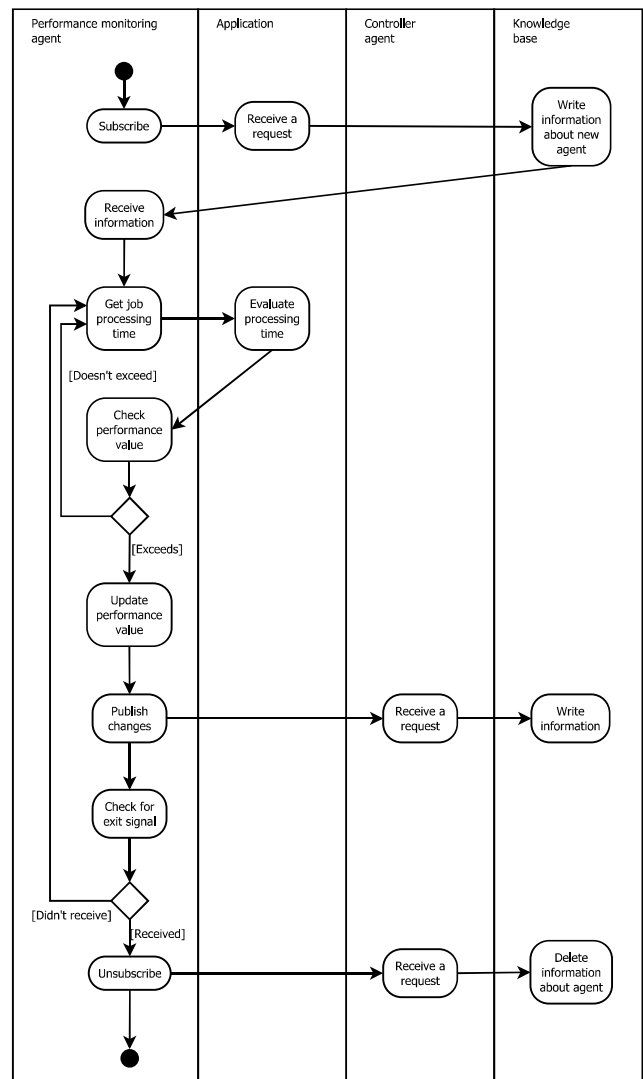 Performance monitoring
agent
Application
Controller
agent
Knowledge
base
Subscribe
Receive a
request
Write
information
about new
agent
Receive
information
Get job
processing
time
Evaluate
processing
time
[Doesn't exceed]
Check
performance
value
[Exceeds]
Update
performance
value
Publish
changes
Receive a
request
Write
information
Check for
exit signal
[Didn't receive]
[Received]
Unsubscribe
Receive a
request
Delete
information
about agent